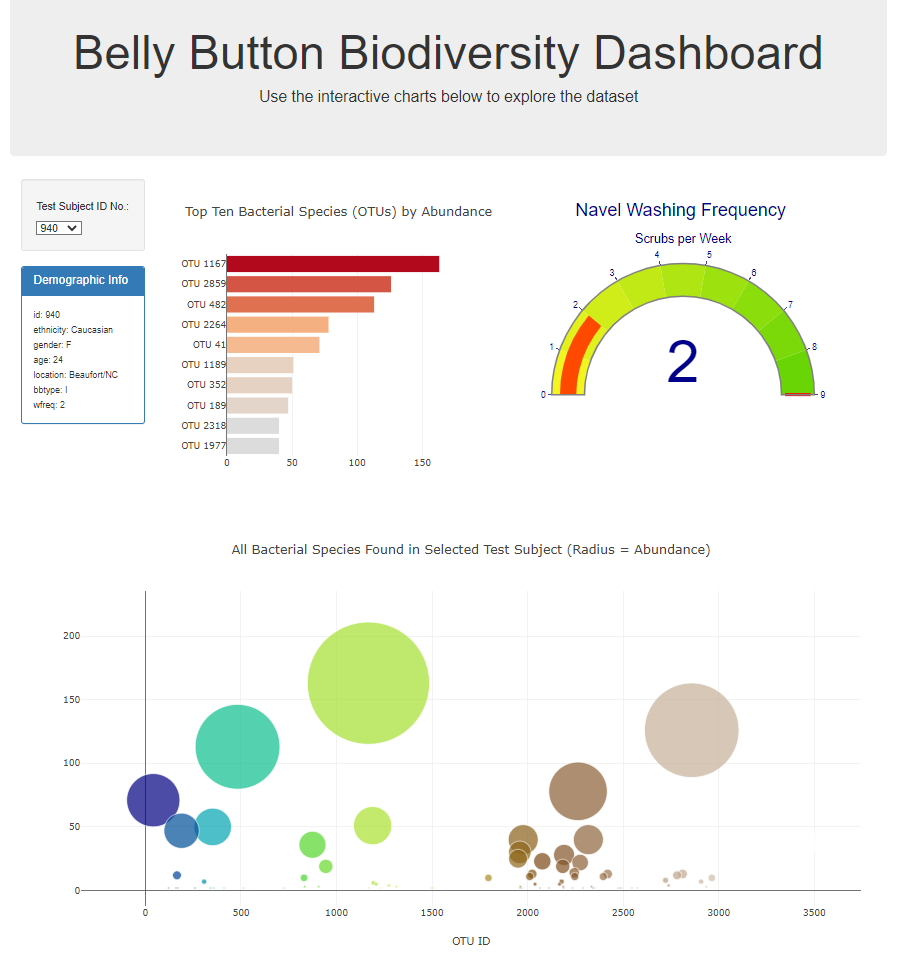 Belly Button Biodiversity Dashboard
Use the interactive charts below to explore the dataset
Test Subject ID No.:
940
Demographic Info
id: 940
ethnicity: Caucasian
gender: F
age: 24
location: Beaufort/NC
bbtype: I
wfreq: 2
Top Ten Bacterial Species (OTUs) by Abundance
OTU 1167
OTU 2859
OTU 482
OTU 2264
OTU 41
OTU 1189
OTU 352
OTU 189
OTU 2318
OTU 1977
0 50 100 150
Navel Washing Frequency
Scrubs per Week
0
1
2
3
4
5
6
7
8
9
2
All Bacterial Species Found in Selected Test Subject (Radius = Abundance)
200
150
100
50
0
0 500 1000 1500 2000 2500 3000 3500
OTU ID